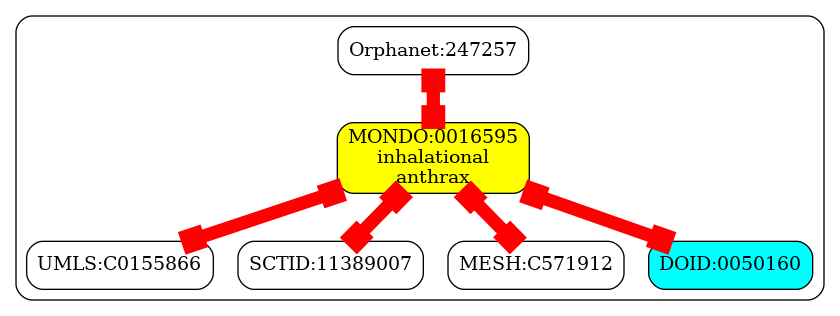 Orphanet:247257
MONDO:0016595
inhalational
anthrax
UMLS:C0155866
SCTID:11389007
MESH:C571912
DOID:0050160